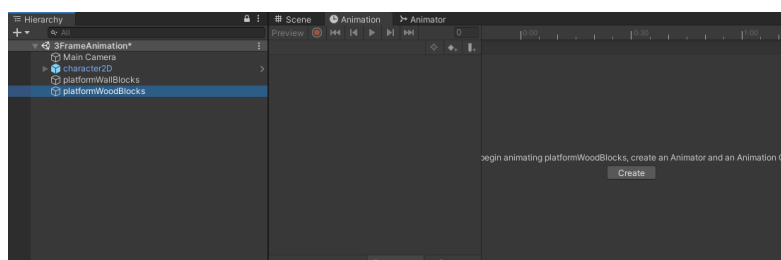 Hierarchy
# Scene
Animation
Animator
All
Preview
0
0:00
0:30
1:00
3FrameAnimation*
Main Camera
character2D
platformWallBlocks
platformWoodBlocks
begin animating platformWoodBlocks, create an Animator and an Animation
Create